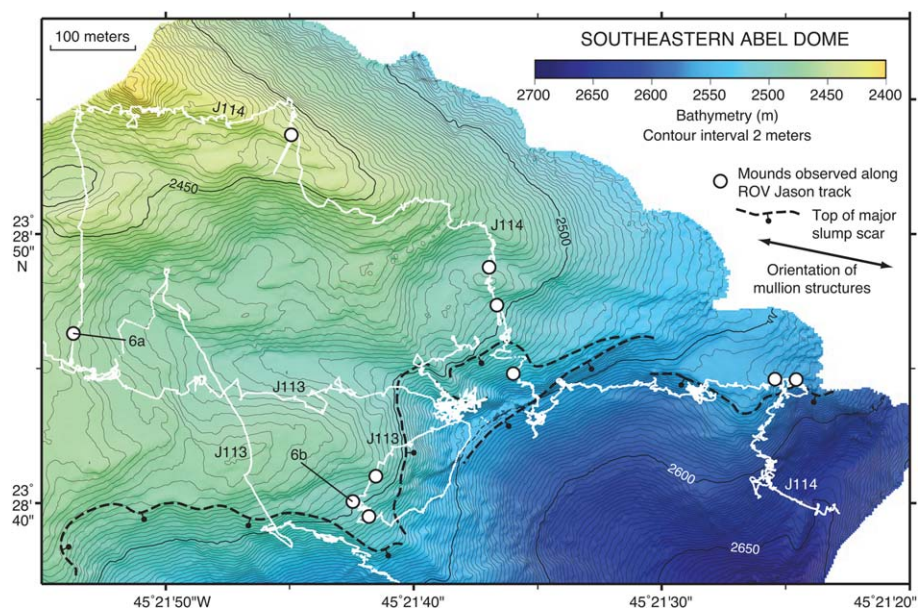 100 meters
SOUTHEASTERN ABEL DOME
2700 2650 2600 2550 2500 2450 2400
Bathymetry (m)
Contour interval 2 meters
Mounds observed along
ROV Jason track
Top of major
slump scar
Orientation of
mullion structures
J114
2450
J114
2500
23°
28'
50"
N
6a
J113
J113
J113
6b
23°
28'
40"
2600
J114
2650
45°21'50"W
45°21'40"
45°21'30"
45°21'20"